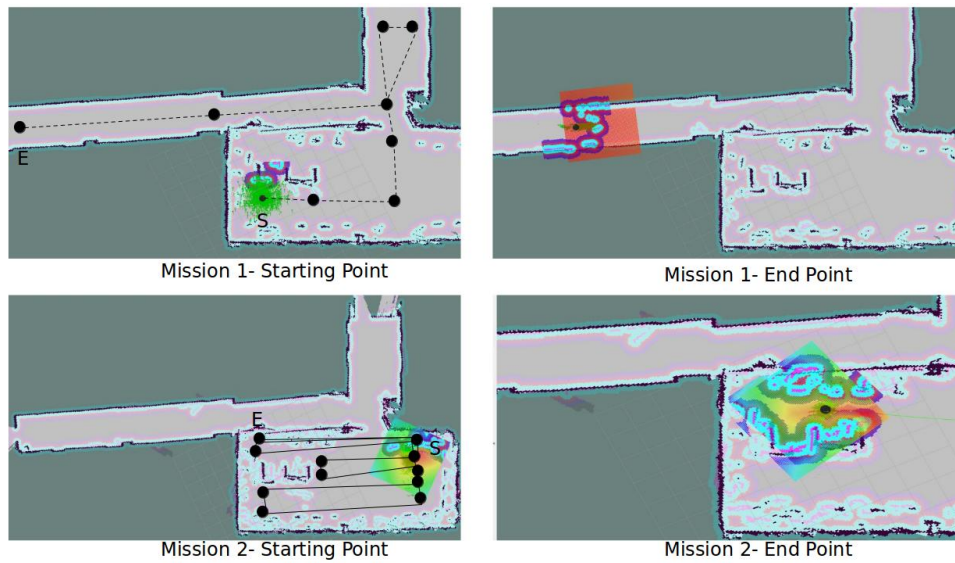 E
S
Mission 1- Starting Point
Mission 1- End Point
E
S
Mission 2- Starting Point
Mission 2- End Point